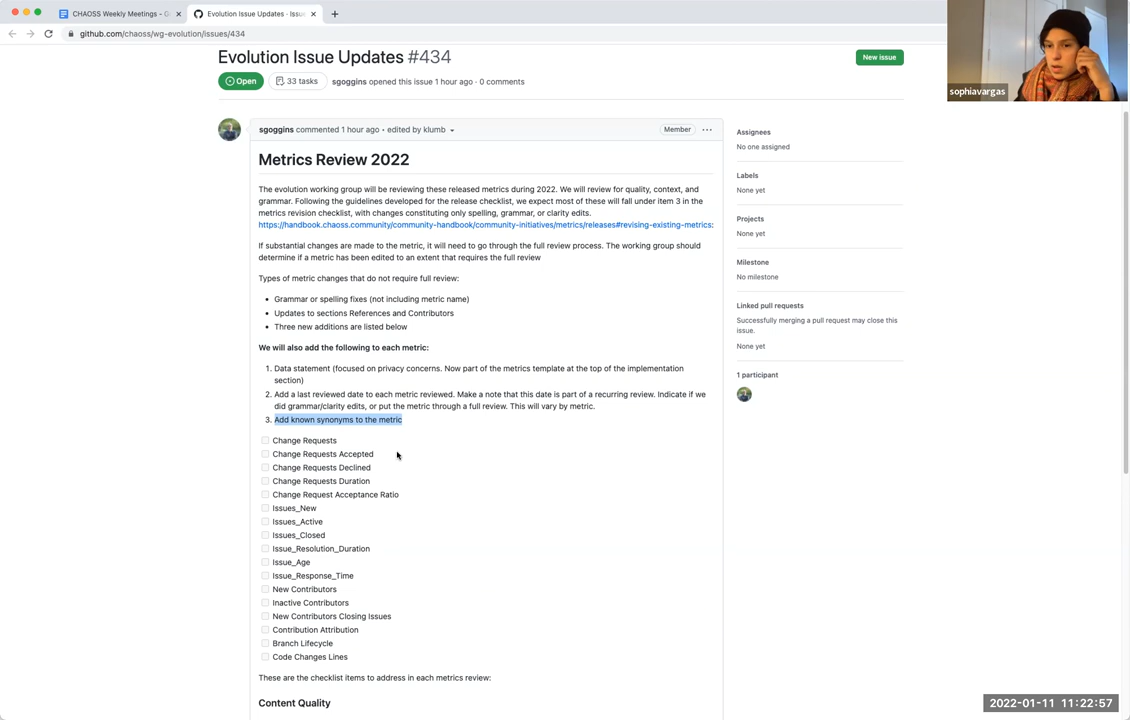 CHAOSS Weekly Meetings - G
Evolution Issue Updates · Issu
github.com/chaoss/wg-evolution/issues/434
sophiavargas
Evolution Issue Updates #434
New issue
Open
33 tasks
sgoggins opened this issue 1 hour ago · 0 comments
sgoggins commented 1 hour ago • edited by klumb
Member
Metrics Review 2022
The evolution working group will be reviewing these released metrics during 2022. We will review for quality, context, and
grammar. Following the guidelines developed for the release checklist, we expect most of these will fall under item 3 in the
metrics revision checklist, with changes constituting only spelling, grammar, or clarity edits.
https://handbook.chaoss.community/community-handbook/community-initiatives/metrics/releases#revising-existing-metrics:
If substantial changes are made to the metric, it will need to go through the full review process. The working group should
determine if a metric has been edited to an extent that requires the full review
Types of metric changes that do not require full review:
• Grammar or spelling fixes (not including metric name)
• Updates to sections References and Contributors
• Three new additions are listed below
We will also add the following to each metric:
1. Data statement (focused on privacy concerns. Now part of the metrics template at the top of the implementation
section)
2. Add a last reviewed date to each metric reviewed. Make a note that this date is part of a recurring review. Indicate if we
did grammar/clarity edits, or put the metric through a full review. This will vary by metric.
3. Add known synonyms to the metric
Change Requests
Change Requests Accepted
Change Requests Declined
Change Requests Duration
Change Request Acceptance Ratio
Issues_New
Issues_Active
Issues_Closed
Issue_Resolution_Duration
Issue_Age
Issue_Response_Time
New Contributors
Inactive Contributors
New Contributors Closing Issues
Contribution Attribution
Branch Lifecycle
Code Changes Lines
These are the checklist items to address in each metrics review:
Content Quality
Assignees
No one assigned
Labels
None yet
Projects
None yet
Milestone
No milestone
Linked pull requests
Successfully merging a pull request may close this
issue.
None yet
1 participant
2022-01-11 11:22:57